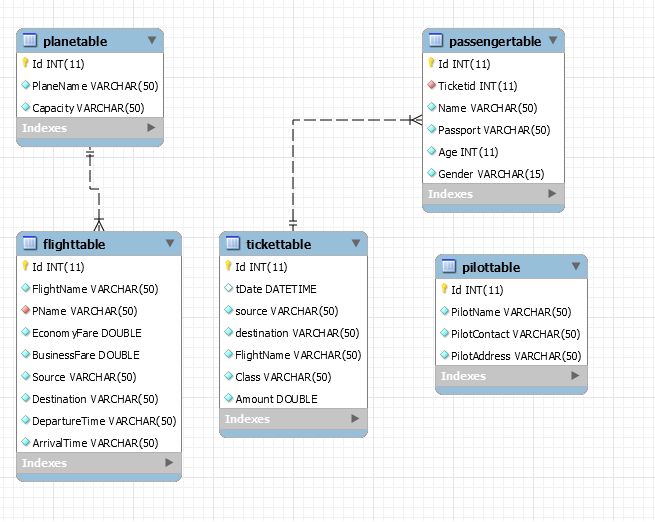 planetable
Id INT(11)
PlaneName VARCHAR(50)
Capacity VARCHAR(50)
Indexes
passengertable
Id INT(11)
Ticketid INT(11)
Name VARCHAR(50)
Passport VARCHAR(50)
Age INT(11)
Gender VARCHAR(15)
Indexes
flighttable
Id INT(11)
FlightName VARCHAR(50)
PName VARCHAR(50)
EconomyFare DOUBLE
BusinessFare DOUBLE
Source VARCHAR(50)
Destination VARCHAR(50)
DepartureTime VARCHAR(50)
ArrivalTime VARCHAR(50)
Indexes
tickettable
Id INT(11)
tDate DATETIME
source VARCHAR(50)
destination VARCHAR(50)
FlightName VARCHAR(50)
Class VARCHAR(50)
Amount DOUBLE
Indexes
pilottable
Id INT(11)
PilotName VARCHAR(50)
PilotContact VARCHAR(50)
PilotAddress VARCHAR(50)
Indexes